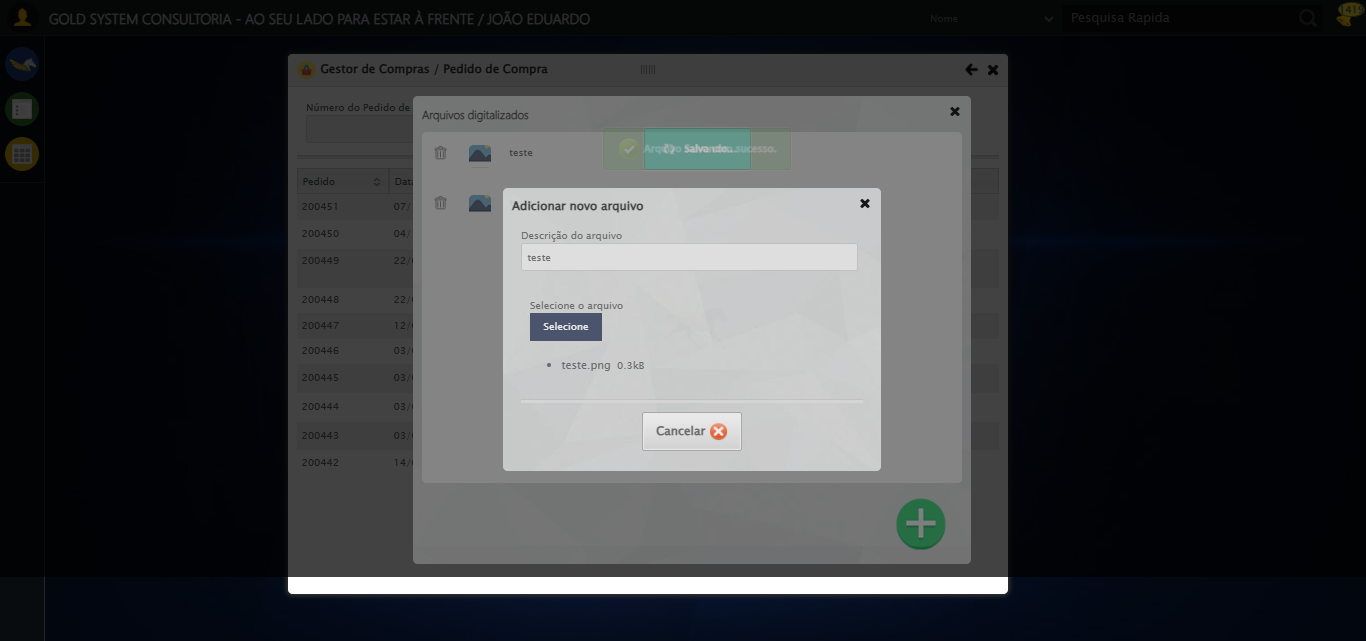 GOLD SYSTEM CONSULTORIA - AO SEU LADO PARA ESTAR À FRENTE / JOÃO EDUARDO
Nome
Pesquisa Rapida
Gestor de Compras / Pedido de Compra
Número do Pedido de
Arquivos digitalizados
Arquivo sucesso.
Salvando...
teste
Pedido
Data
200451 07/
200450 04/
200449 22/
200448 22/
200447 12/
200446 03/
200445 03/
200444 03/
200443 03/
200442 14/
Adicionar novo arquivo
Descrição do arquivo
teste
Selecione o arquivo
Selecione
teste.png 0.3kB
Cancelar